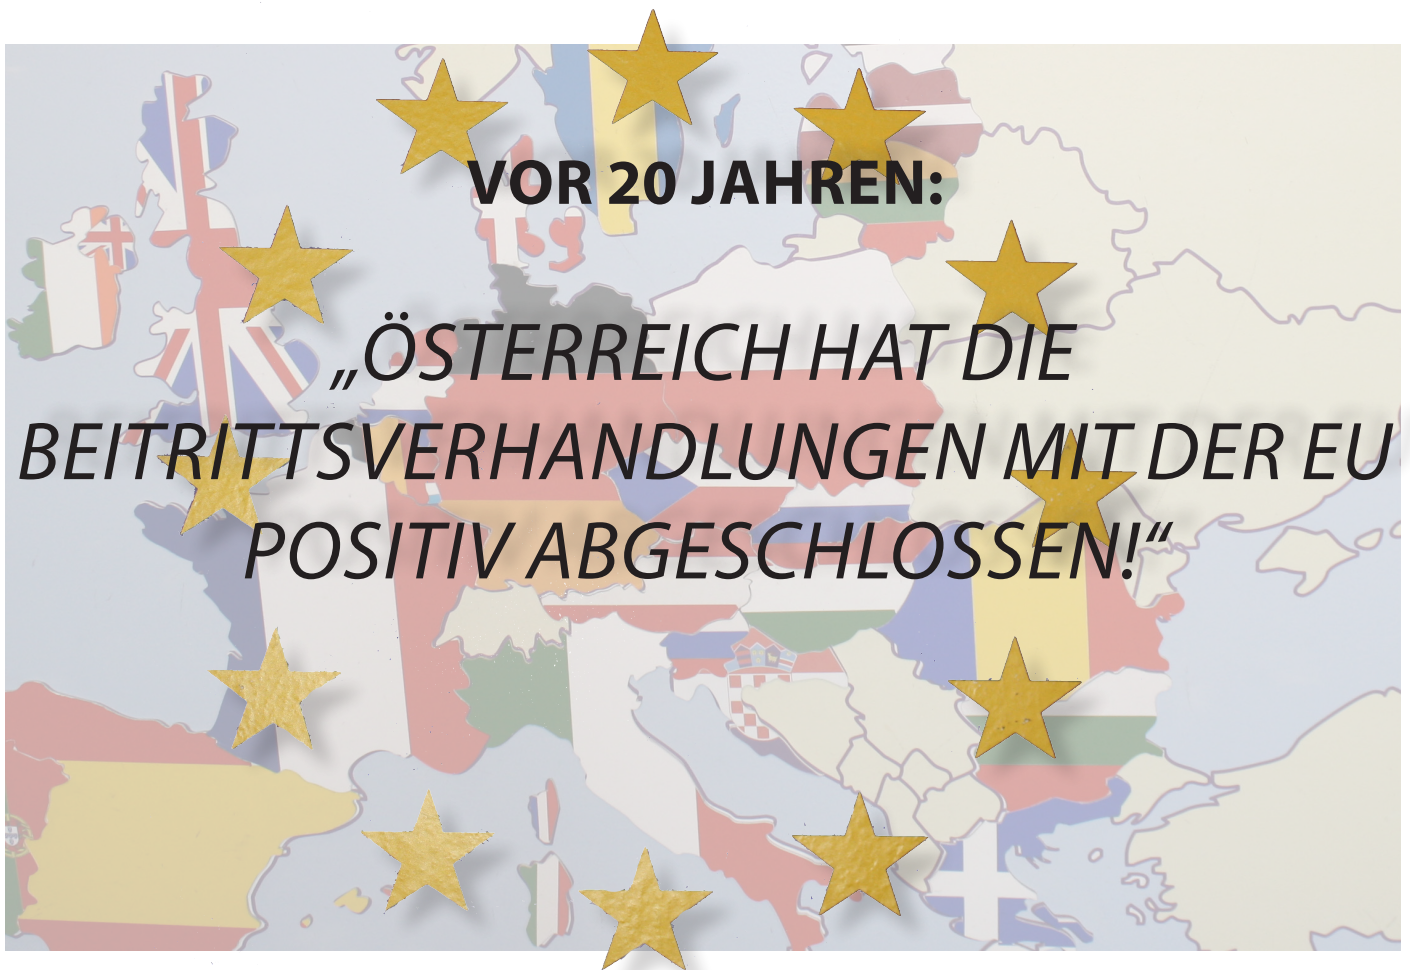 VOR 20 JAHREN:
„ÖSTERREICH HAT DIE
BEITRITTSVERHANDLUNGEN MIT DER EU
POSITIV ABGESCHLOSSEN!“